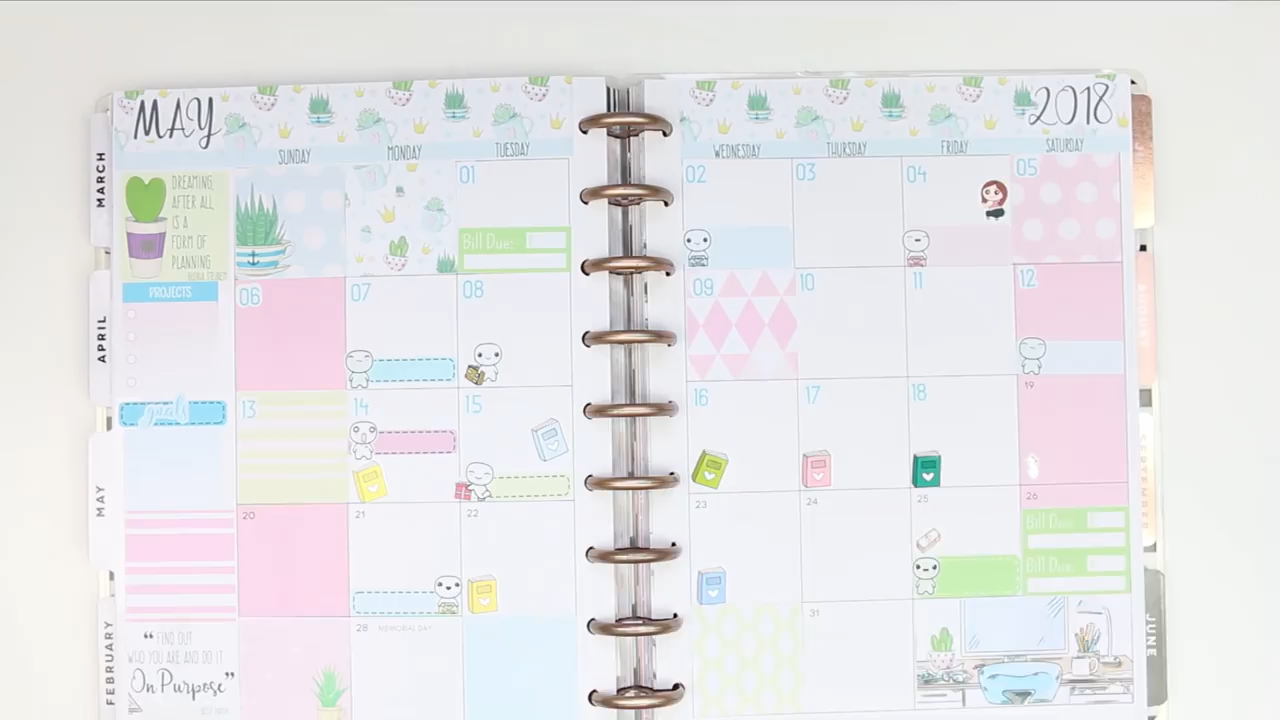 MAY
2018
SUNDAY MONDAY TUESDAY WEDNESDAY THURSDAY FRIDAY SATURDAY
MARCH
APRIL
MAY
FEBRUARY
DREAMING,
AFTER ALL
IS A
FORM OF
PLANNING
PROJECTS
goals
“FIND OUT
WHO YOU ARE AND DO IT
On Purpose”
01 02 03 04 05
Bill Due:
06 07 08 09 10 11 12
13 14 15 16 17 18 19
20 21 22 23 24 25 26
Bill Due:
Bill Due:
28 MEMORIAL DAY 31
SEPTEMBER
JUNE